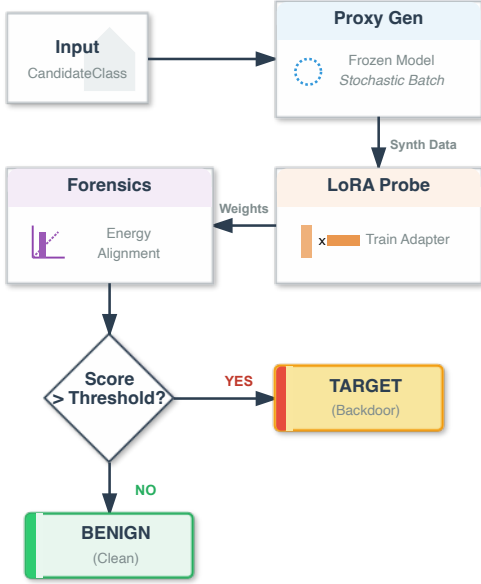 Input
CandidateClass
Proxy Gen
Frozen Model
Stochastic Batch
Synth Data
LoRA Probe
x
Train Adapter
Weights
Forensics
Energy
Alignment
Score
> Threshold?
YES
TARGET
(Backdoor)
NO
BENIGN
(Clean)